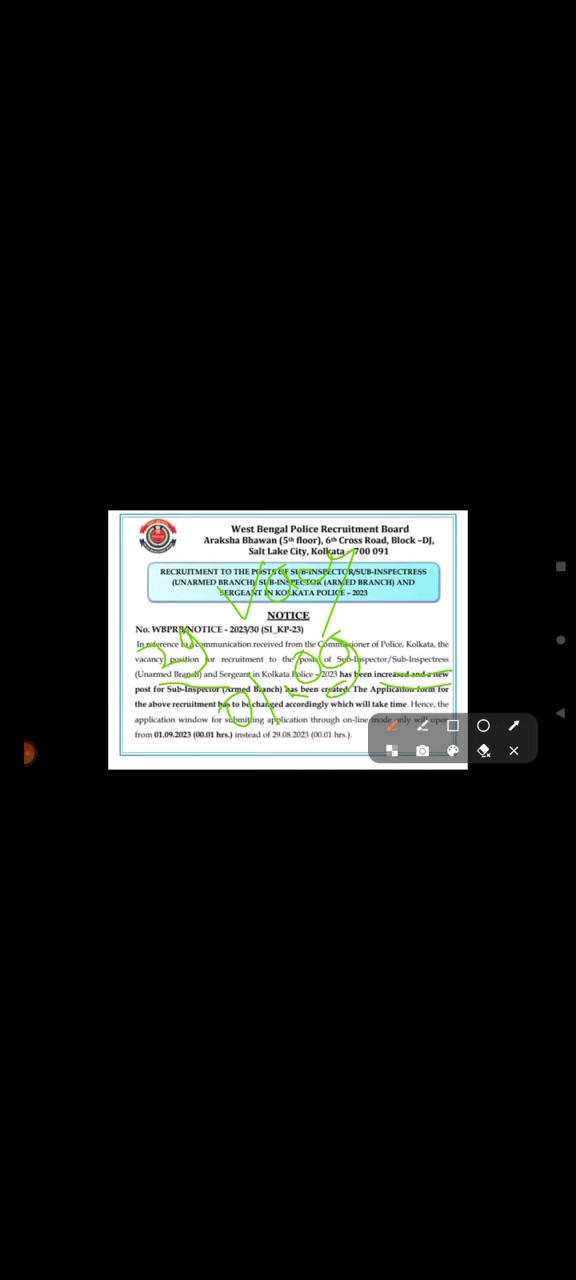 West Bengal Police Recruitment Board
Araksha Bhawan (5th floor), 6th Cross Road, Block –DJ,
Salt Lake City, Kolkata – 700 091
RECRUITMENT TO THE POSTS OF SUB-INSPECTOR/SUB-INSPECTRESS
(UNARMED BRANCH), SUB-INSPECTOR (ARMED BRANCH) AND
SERGEANT IN KOLKATA POLICE – 2023
NOTICE
No. WBPRB/NOTICE - 2023/30 (SI_KP-23)
In reference to a communication received from the Commissioner of Police, Kolkata, the
vacancy position for recruitment to the posts of Sub-Inspector/Sub-Inspectress
(Unarmed Branch) and Sergeant in Kolkata Police – 2023 has been increased and a new
post for Sub-Inspector (Armed Branch) has been created. The Application form for
the above recruitment has to be changed accordingly which will take time. Hence, the
application window for submitting application through on-line mode only will open
from 01.09.2023 (00.01 hrs.) instead of 29.08.2023 (00.01 hrs.).
29